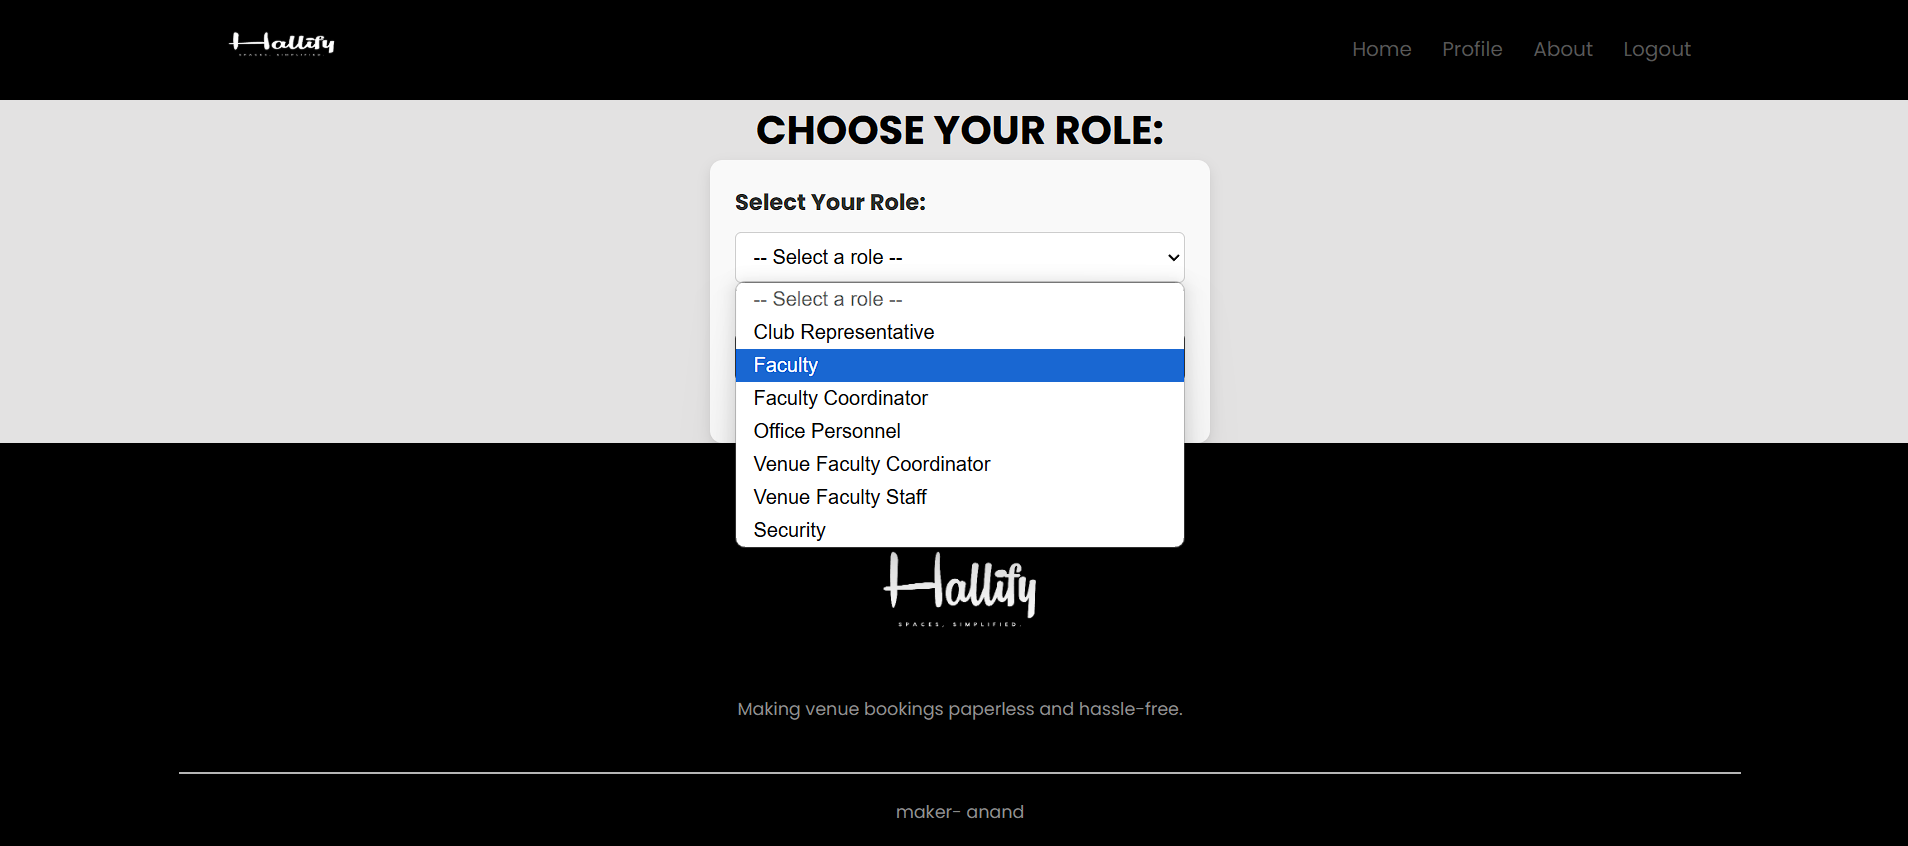 Hallify
SPACES, SIMPLIFIED.
Home Profile About Logout
CHOOSE YOUR ROLE:
Select Your Role:
-- Select a role --
-- Select a role --
Club Representative
Faculty
Faculty Coordinator
Office Personnel
Venue Faculty Coordinator
Venue Faculty Staff
Security
Hallify
SPACES, SIMPLIFIED.
Making venue bookings paperless and hassle-free.
maker- anand